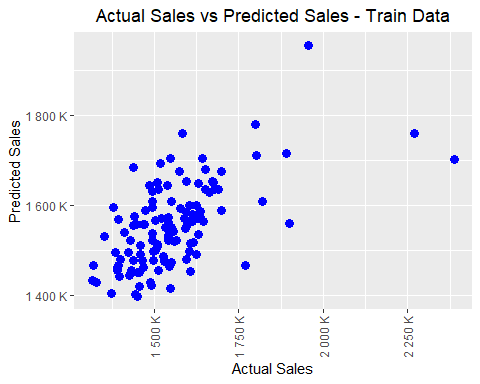 Actual Sales vs Predicted Sales - Train Data
Predicted Sales
1 800 K
1 600 K
1 400 K
1 500 K
1 750 K
2 000 K
2 250 K
Actual Sales